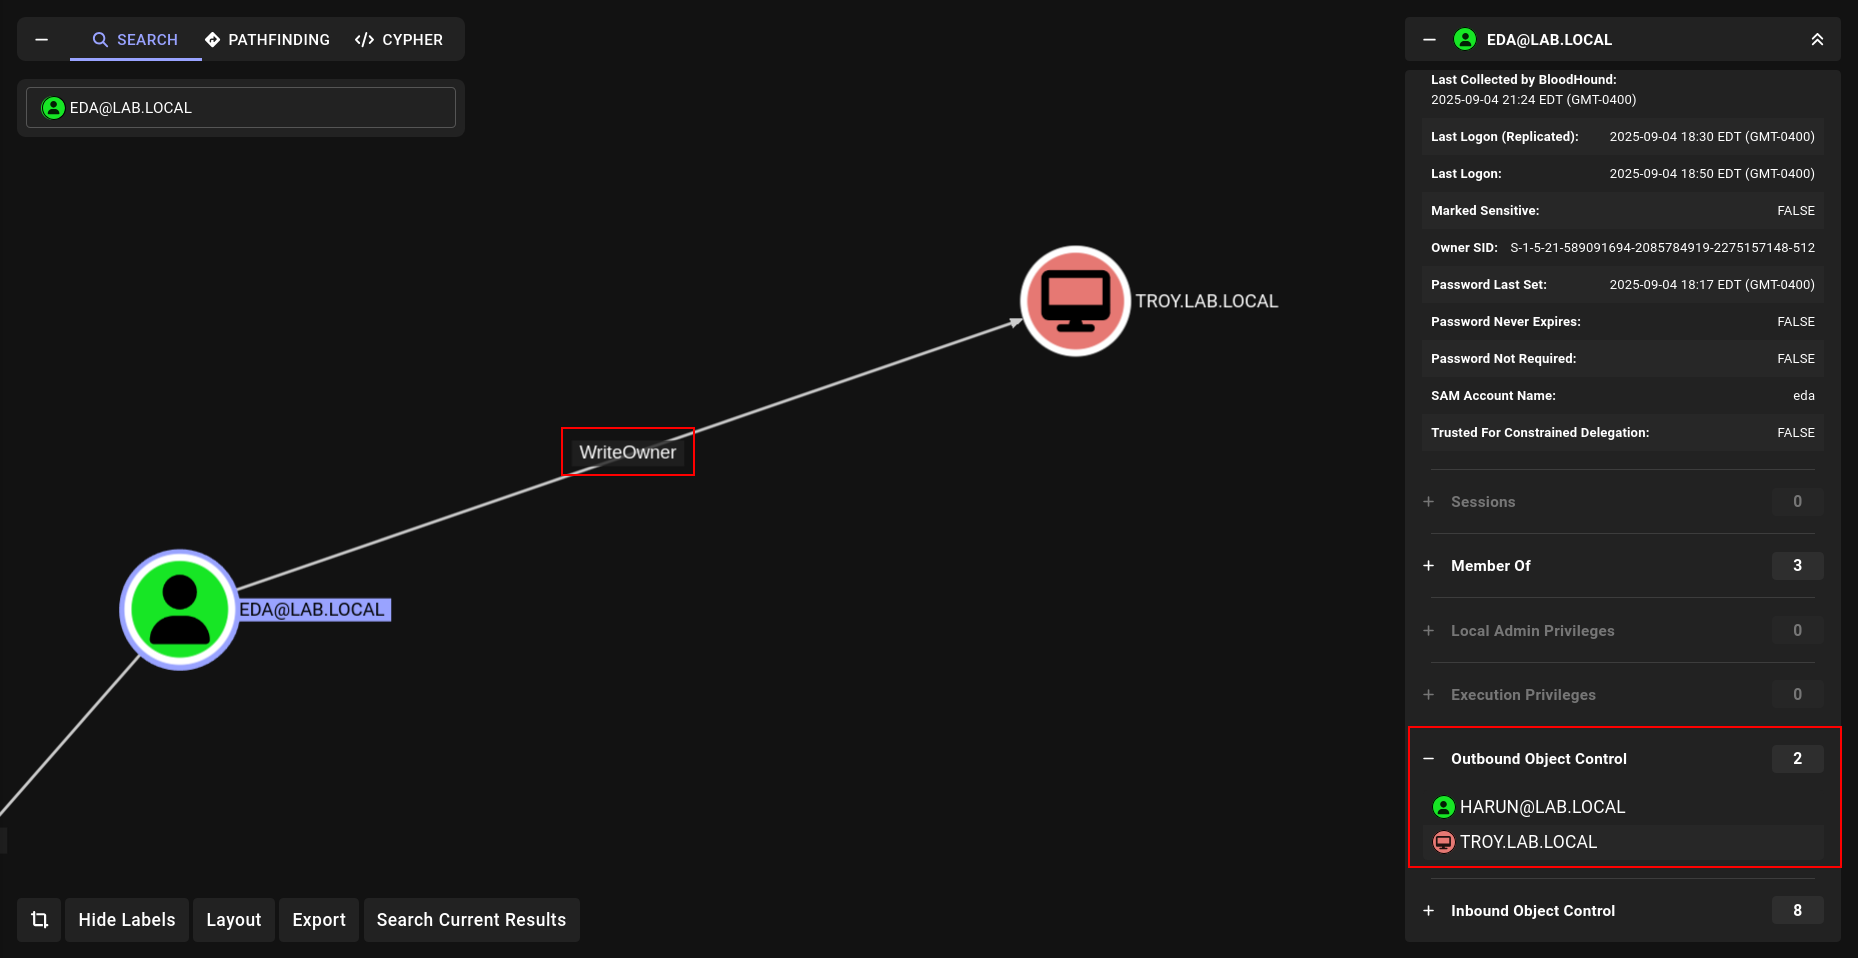 SEARCH
PATHFINDING
CYPHER
EDA@LAB.LOCAL
TROY.LAB.LOCAL
WriteOwner
EDA@LAB.LOCAL
Hide Labels
Layout
Export
Search Current Results
EDA@LAB.LOCAL
Last Collected by BloodHound:
2025-09-04 21:24 EDT (GMT-0400)
Last Logon (Replicated): 2025-09-04 18:30 EDT (GMT-0400)
Last Logon: 2025-09-04 18:50 EDT (GMT-0400)
Marked Sensitive: FALSE
Owner SID: S-1-5-21-589091694-2085784919-2275157148-512
Password Last Set: 2025-09-04 18:17 EDT (GMT-0400)
Password Never Expires: FALSE
Password Not Required: FALSE
SAM Account Name: eda
Trusted For Constrained Delegation: FALSE
Sessions 0
Member Of 3
Local Admin Privileges 0
Execution Privileges 0
Outbound Object Control 2
HARUN@LAB.LOCAL
TROY.LAB.LOCAL
Inbound Object Control 8